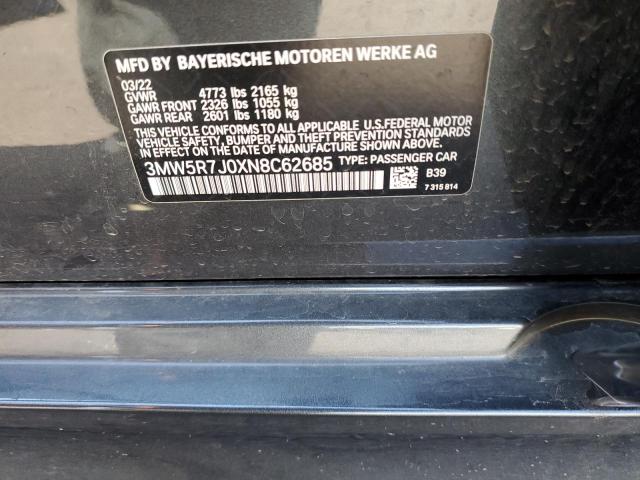 MFD BY BAYERISCHE MOTOREN WERKE AG
03/22
GVWR 4773 lbs 2165 kg
GAWR FRONT 2326 lbs 1055 kg
GAWR REAR 2601 lbs 1180 kg
THIS VEHICLE CONFORMS TO ALL APPLICABLE U.S.FEDERAL MOTOR
VEHICLE SAFETY, BUMPER AND THEFT PREVENTION STANDARDS
IN EFFECT ON THE DATE OF MANUFACTURE SHOWN ABOVE.
3MW5R7J0XN8C62685 TYPE: PASSENGER CAR
B39
7 315 814